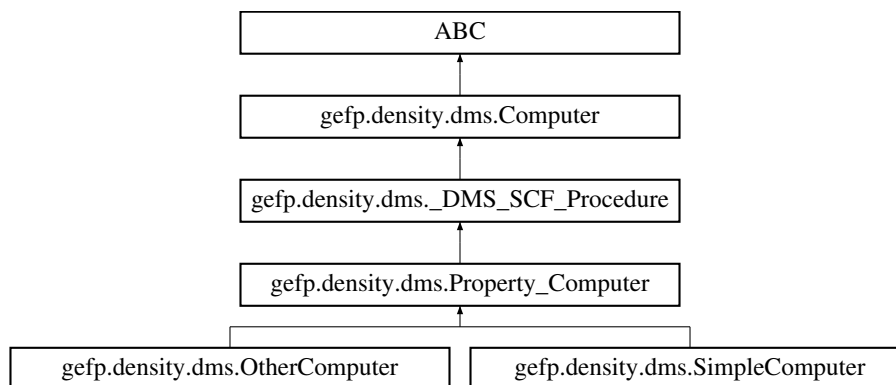 ABC
gefp.density.dms.Computer
gefp.density.dms._DMS_SCF_Procedure
gefp.density.dms.Property_Computer
gefp.density.dms.OtherComputer
gefp.density.dms.SimpleComputer